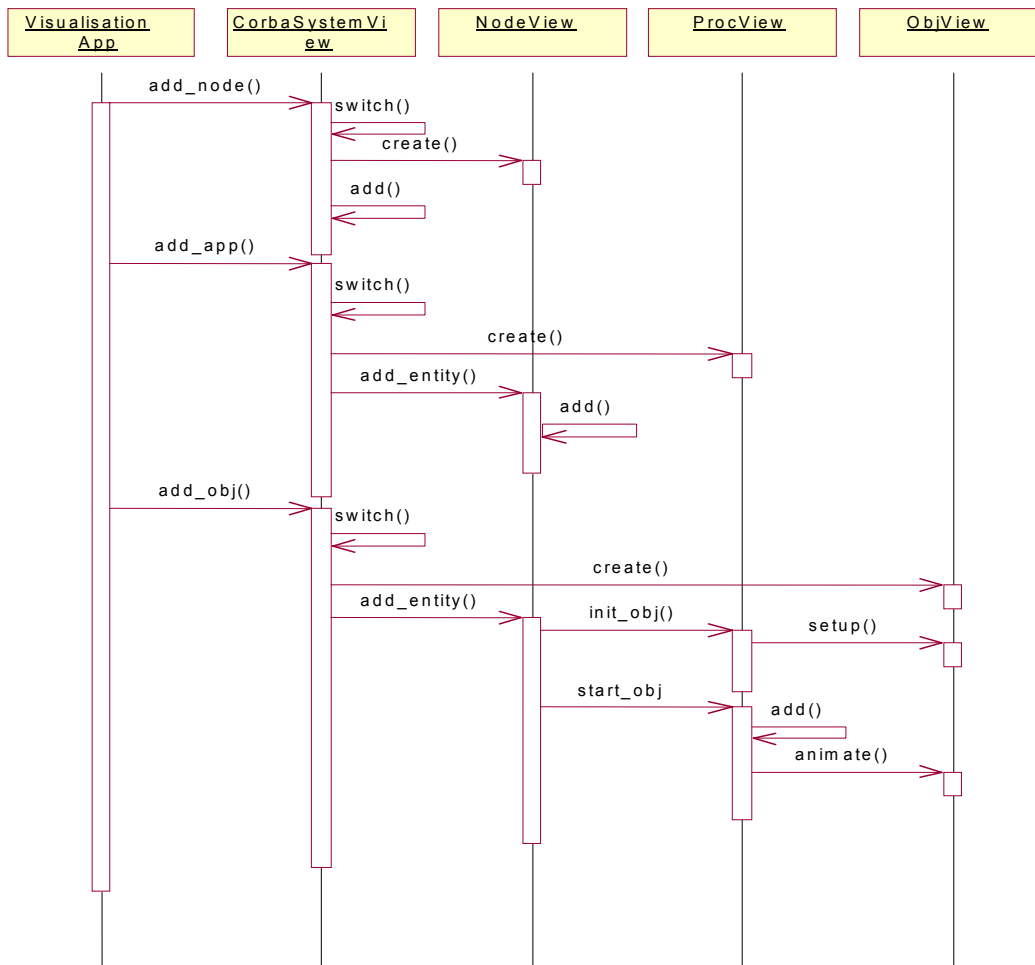 Visualisation
App
CorbaSystemVi
ew
NodeView
ProcView
ObjView
add_node()
switch()
create()
add()
add_app()
switch()
create()
add_entity()
add()
add_obj()
switch()
create()
add_entity()
init_obj()
setup()
start_obj
add()
animate()